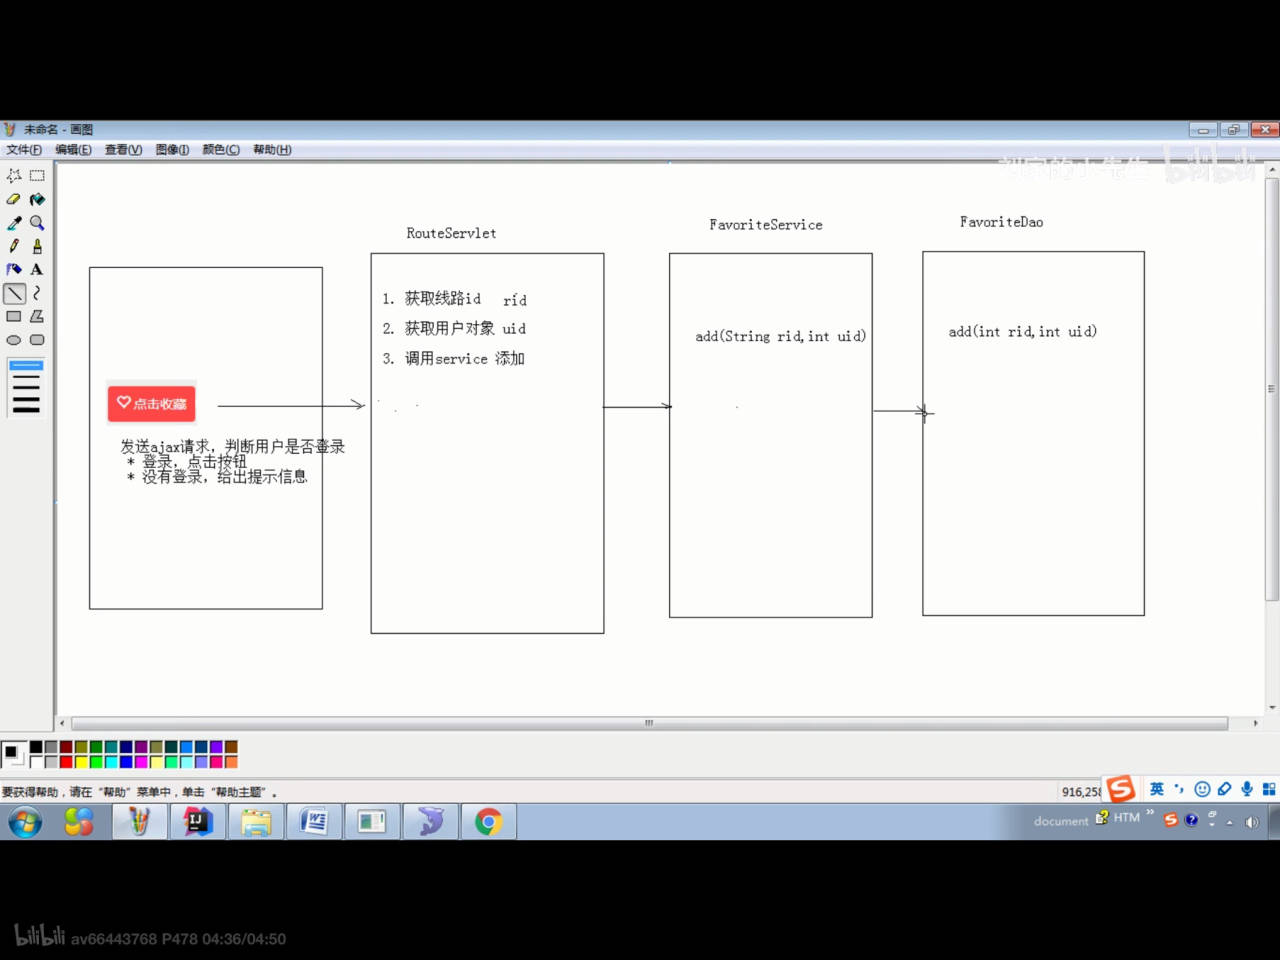 未命名 - 画图
文件(F) 编辑(E) 查看(V) 图像(I) 颜色(C) 帮助(H)
bilibili
RouteServlet
FavoriteService
FavoriteDao
1. 获取线路id rid
2. 获取用户对象 uid
3. 调用service 添加
add(String rid,int uid)
add(int rid,int uid)
点击收藏
发送ajax请求，判断用户是否登录
* 登录，点击按钮
* 没有登录，给出提示信息
要获得帮助，请在“帮助”菜单中，单击“帮助主题”。
916,258
英
document
HTM
bilibili av66443768 P478 04:36/04:50